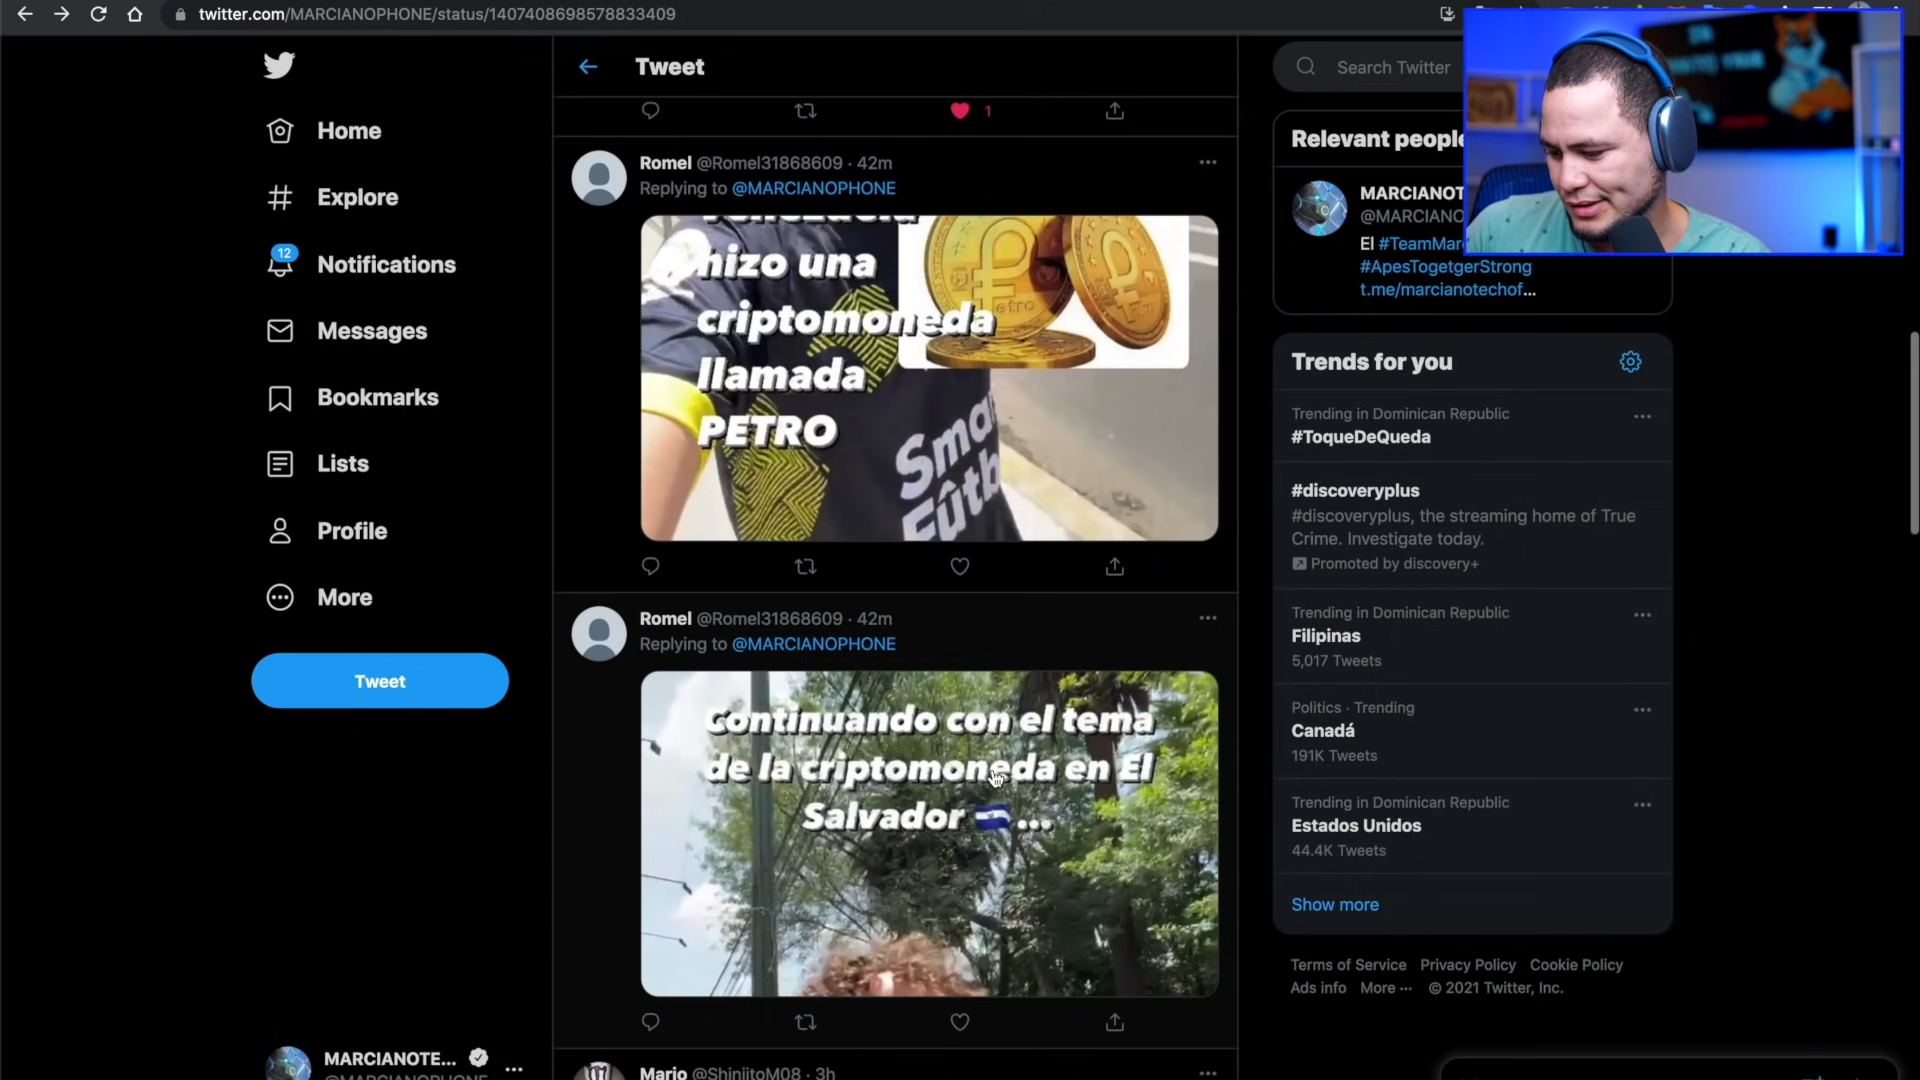 twitter.com/MARCIANOPHONE/status/1407408698578833409
Home
Explore
12
Notifications
Messages
Bookmarks
Lists
Profile
More
Tweet
MARCIANOTE...
Tweet
1
Romel @Romel31868609 · 42m
Replying to @MARCIANOPHONE
Venezuela
hizo una
criptomoneda
llamada
PETRO
Petro
Romel @Romel31868609 · 42m
Replying to @MARCIANOPHONE
Continuando con el tema
de la criptomoneda en El
Salvador 🇸🇻...
Mario @ShinjitoM08 · 3h
Search Twitter
Relevant people
El
#ApesTogetgerStrong
t.me/marcianotechof...
Trends for you
Trending in Dominican Republic
#ToqueDeQueda
#discoveryplus
#discoveryplus, the streaming home of True
Crime. Investigate today.
Promoted by discovery+
Trending in Dominican Republic
Filipinas
5,017 Tweets
Politics · Trending
Canadá
191K Tweets
Trending in Dominican Republic
Estados Unidos
44.4K Tweets
Show more
Terms of Service Privacy Policy Cookie Policy
Ads info More ··· © 2021 Twitter, Inc.